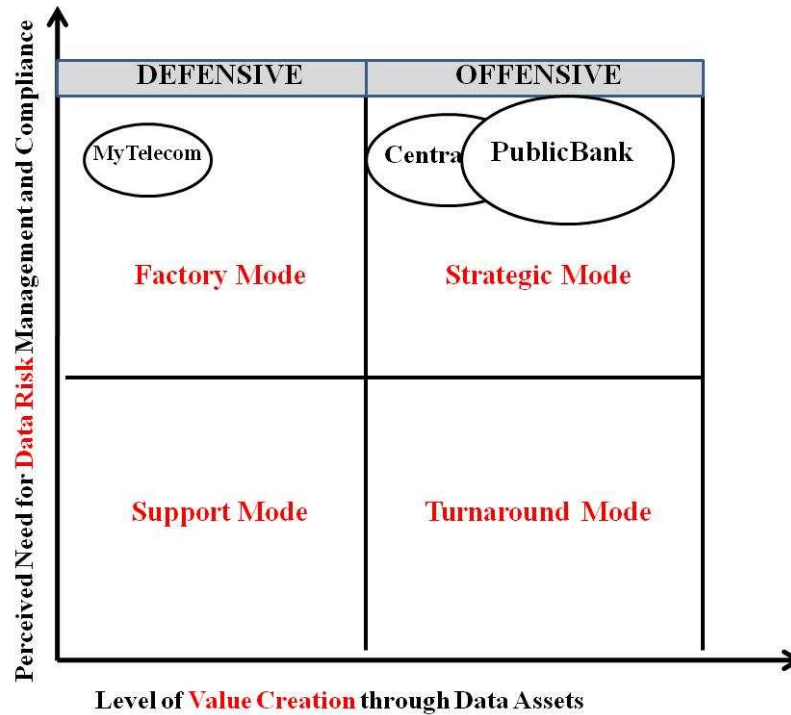 Perceived Need for Data Risk Management and Compliance
DEFENSIVE OFFENSIVE
MyTelecom Centra PublicBank
Factory Mode Strategic Mode
Support Mode Turnaround Mode
Level of Value Creation through Data Assets